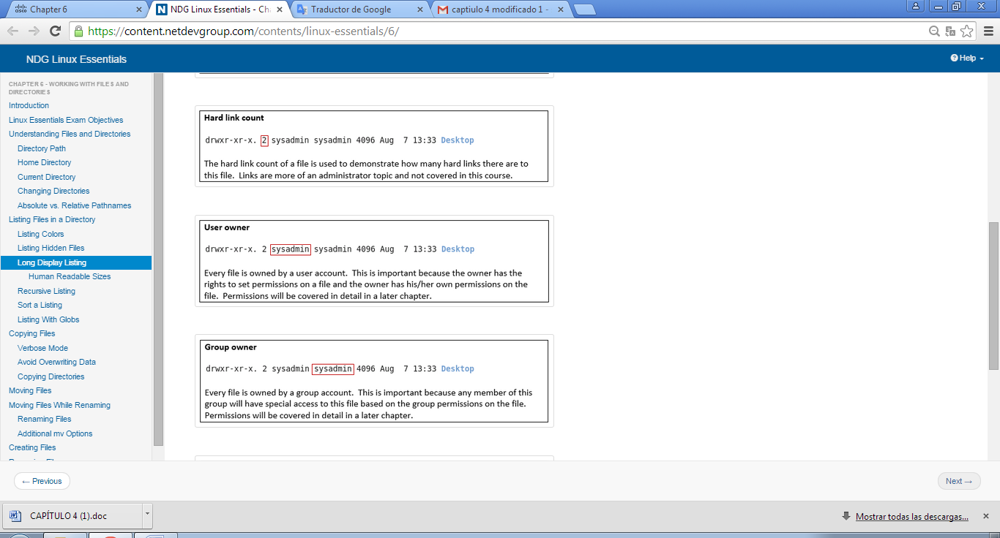 Chapter 6
NDG Linux Essentials - Ch
Traductor de Google
captiulo 4 modificado 1 -
https://content.netdevgroup.com/contents/linux-essentials/6/
NDG Linux Essentials
Help
CHAPTER 6 - WORKING WITH FILES AND
DIRECTORIES
Introduction
Linux Essentials Exam Objectives
Understanding Files and Directories
Directory Path
Home Directory
Current Directory
Changing Directories
Absolute vs. Relative Pathnames
Listing Files in a Directory
Listing Colors
Listing Hidden Files
Long Display Listing
Human Readable Sizes
Recursive Listing
Sort a Listing
Listing With Globs
Copying Files
Verbose Mode
Avoid Overwriting Data
Copying Directories
Moving Files
Moving Files While Renaming
Renaming Files
Additional mv Options
Creating Files
Hard link count
drwxr-xr-x. 2 sysadmin sysadmin 4096 Aug  7 13:33 Desktop
The hard link count of a file is used to demonstrate how many hard links there are to
this file.  Links are more of an administrator topic and not covered in this course.
User owner
drwxr-xr-x. 2 sysadmin sysadmin 4096 Aug  7 13:33 Desktop
Every file is owned by a user account.  This is important because the owner has the
rights to set permissions on a file and the owner has his/her own permissions on the
file.  Permissions will be covered in detail in a later chapter.
Group owner
drwxr-xr-x. 2 sysadmin sysadmin 4096 Aug  7 13:33 Desktop
Every file is owned by a group account.  This is important because any member of this
group will have special access to this file based on the group permissions on the file.
Permissions will be covered in detail in a later chapter.
← Previous
Next →
CAPÍTULO 4 (1).doc
Mostrar todas las descargas...